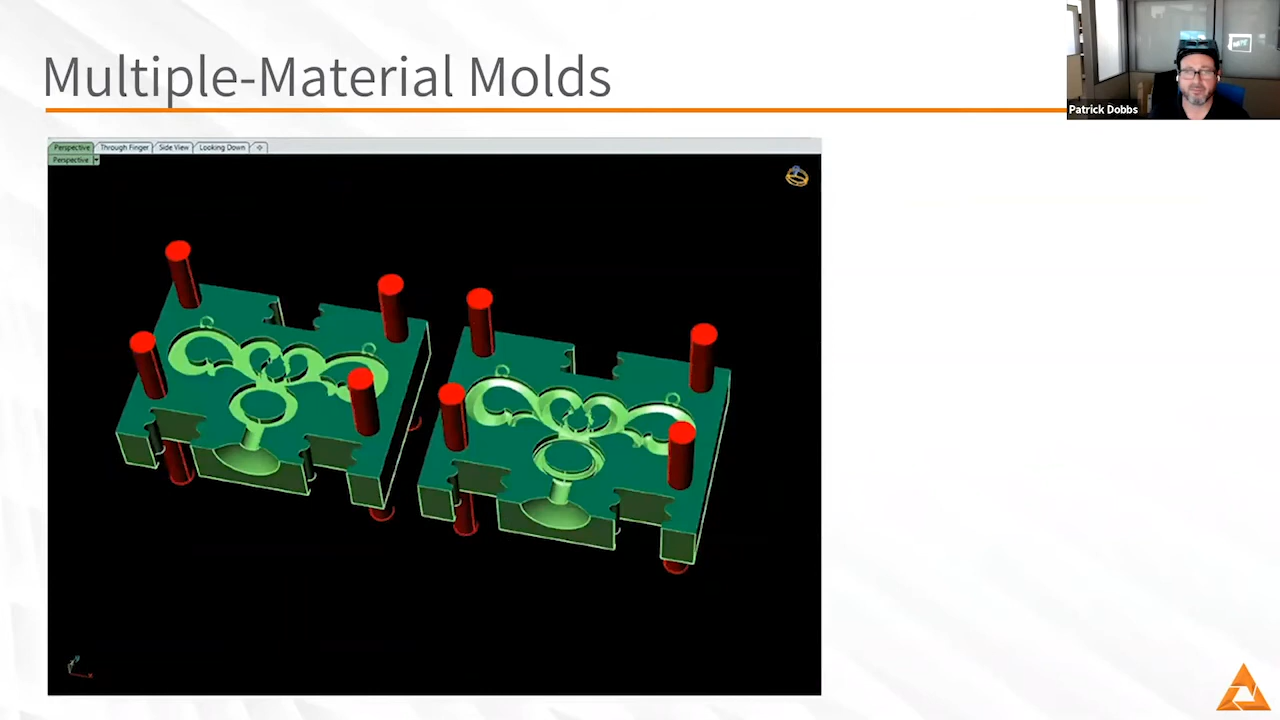 Multiple-Material Molds
Patrick Dobbs
Perspective Through Finger Side View Looking Down
Perspective